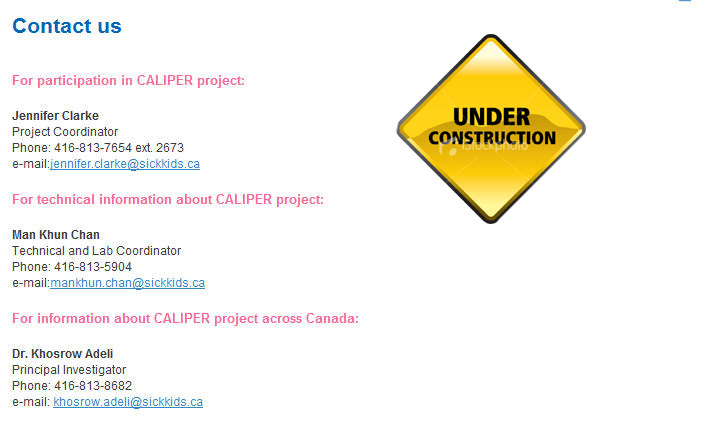 Contact us
For participation in CALIPER project:
Jennifer Clarke
Project Coordinator
Phone: 416-813-7654 ext. 2673
e-mail:jennifer.clarke@sickkids.ca
For technical information about CALIPER project:
Man Khun Chan
Technical and Lab Coordinator
Phone: 416-813-5904
e-mail:mankhun.chan@sickkids.ca
For information about CALIPER project across Canada:
Dr. Khosrow Adeli
Principal Investigator
Phone: 416-813-8682
e-mail: khosrow.adeli@sickkids.ca
UNDER
CONSTRUCTION
iStockphoto